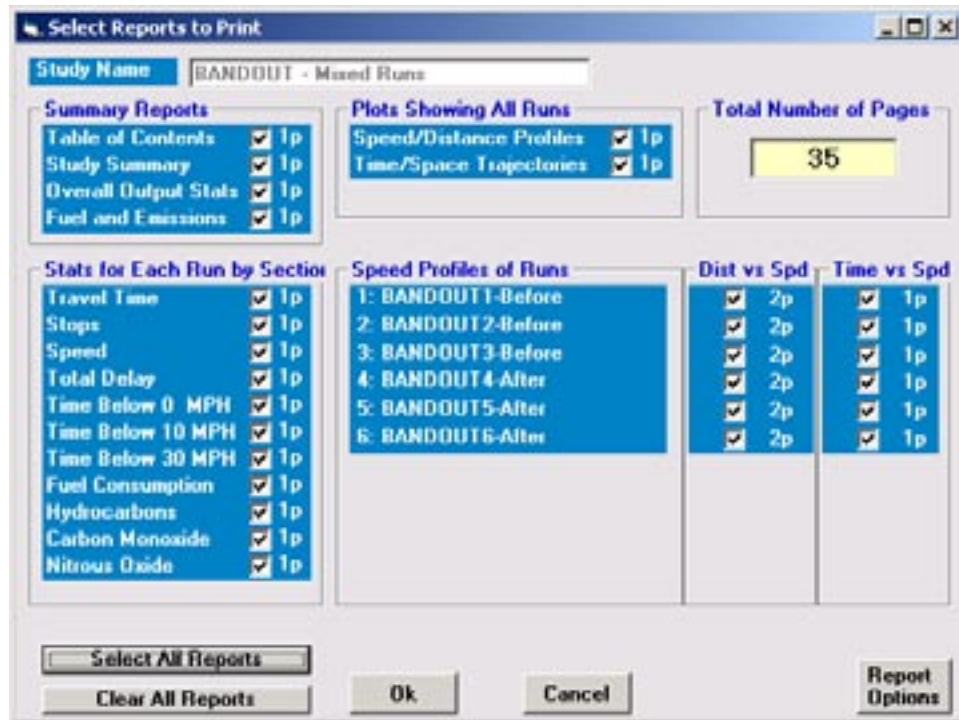 Select Reports to Print
Study Name BANDOUT - Mixed Runs
Summary Reports
Table of Contents 1p
Study Summary 1p
Overall Output Stats 1p
Fuel and Emissions 1p
Plots Showing All Runs
Speed/Distance Profiles 1p
Time/Space Trajectories 1p
Total Number of Pages
35
Stats for Each Run by Section
Travel Time 1p
Stops 1p
Speed 1p
Total Delay 1p
Time Below 0 MPH 1p
Time Below 10 MPH 1p
Time Below 30 MPH 1p
Fuel Consumption 1p
Hydrocarbons 1p
Carbon Monoxide 1p
Nitrous Oxide 1p
Speed Profiles of Runs Dist vs Spd Time vs Spd
1: BANDOUT1-Before 2p 1p
2: BANDOUT2-Before 2p 1p
3: BANDOUT3-Before 2p 1p
4: BANDOUT4-After 2p 1p
5: BANDOUT5-After 2p 1p
6: BANDOUT6-After 2p 1p
Select All Reports
Clear All Reports
Ok
Cancel
Report
Options